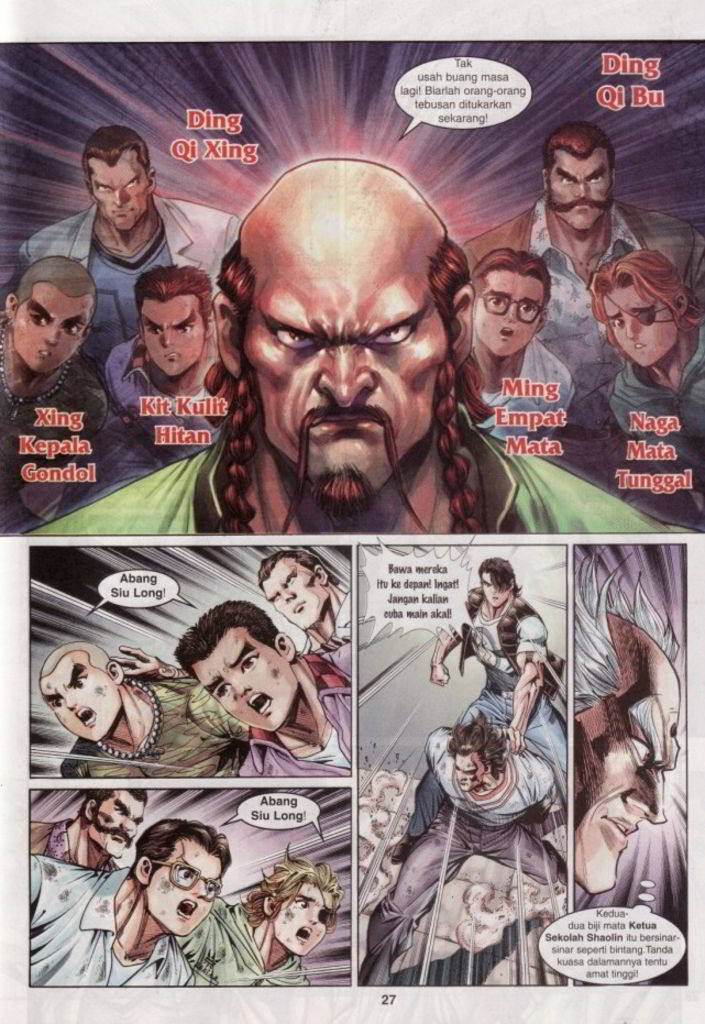 Tak
usah buang masa
lagi! Biarlah orang-orang
tebusan ditukarkan
sekarang!
Ding
Qi Bu
Ding
Qi Xing
Xing
Kepala
Gondol
Kit Kulit
Hitan
Ming
Empat
Mata
Naga
Mata
Tunggal
Abang
Siu Long!
Abang
Siu Long!
Bawa mereka
itu ke depan! Ingat!
Jangan kalian
cuba main akal!
Kedua-
dua biji mata Ketua
Sekolah Shaolin itu bersinar-
sinar seperti bintang.Tanda
kuasa dalamannya tentu
amat tinggi!
27